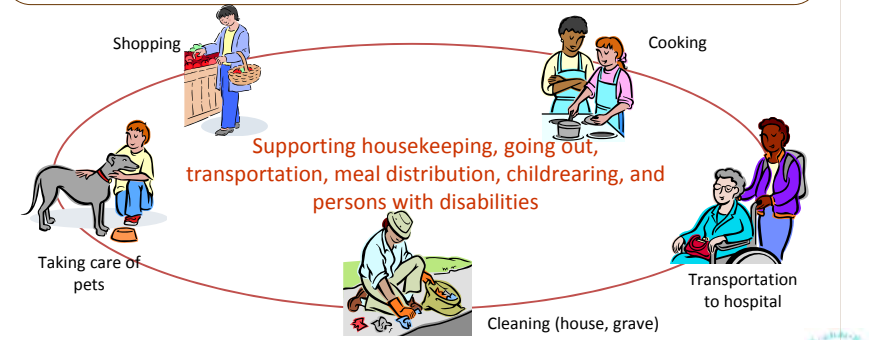 Shopping
Cooking
Supporting housekeeping, going out,
transportation, meal distribution, childrearing, and
persons with disabilities
Taking care of
pets
Transportation
to hospital
Cleaning (house, grave)